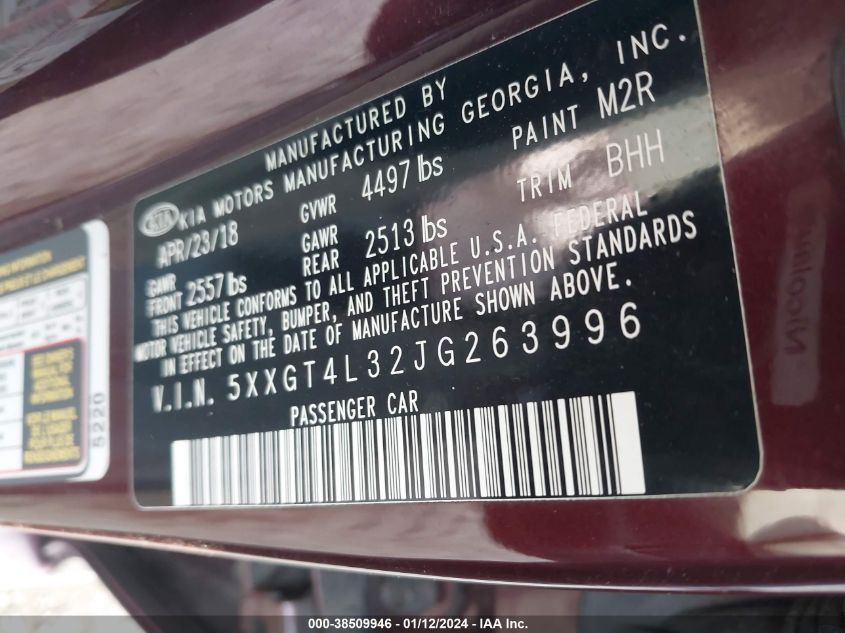 MANUFACTURED BY
KIA KIA MOTORS MANUFACTURING GEORGIA, INC.
APR/23/18 GVWR 4497 lbs PAINT M2R
GAWR FRONT 2557 lbs GAWR REAR 2513 lbs TRIM BHH
THIS VEHICLE CONFORMS TO ALL APPLICABLE U.S.A. FEDERAL
MOTOR VEHICLE SAFETY, BUMPER, AND THEFT PREVENTION STANDARDS
IN EFFECT ON THE DATE OF MANUFACTURE SHOWN ABOVE.
V.I.N. 5XXGT4L32JG263996
PASSENGER CAR
5220
000-38509946 - 01/12/2024 - IAA Inc.